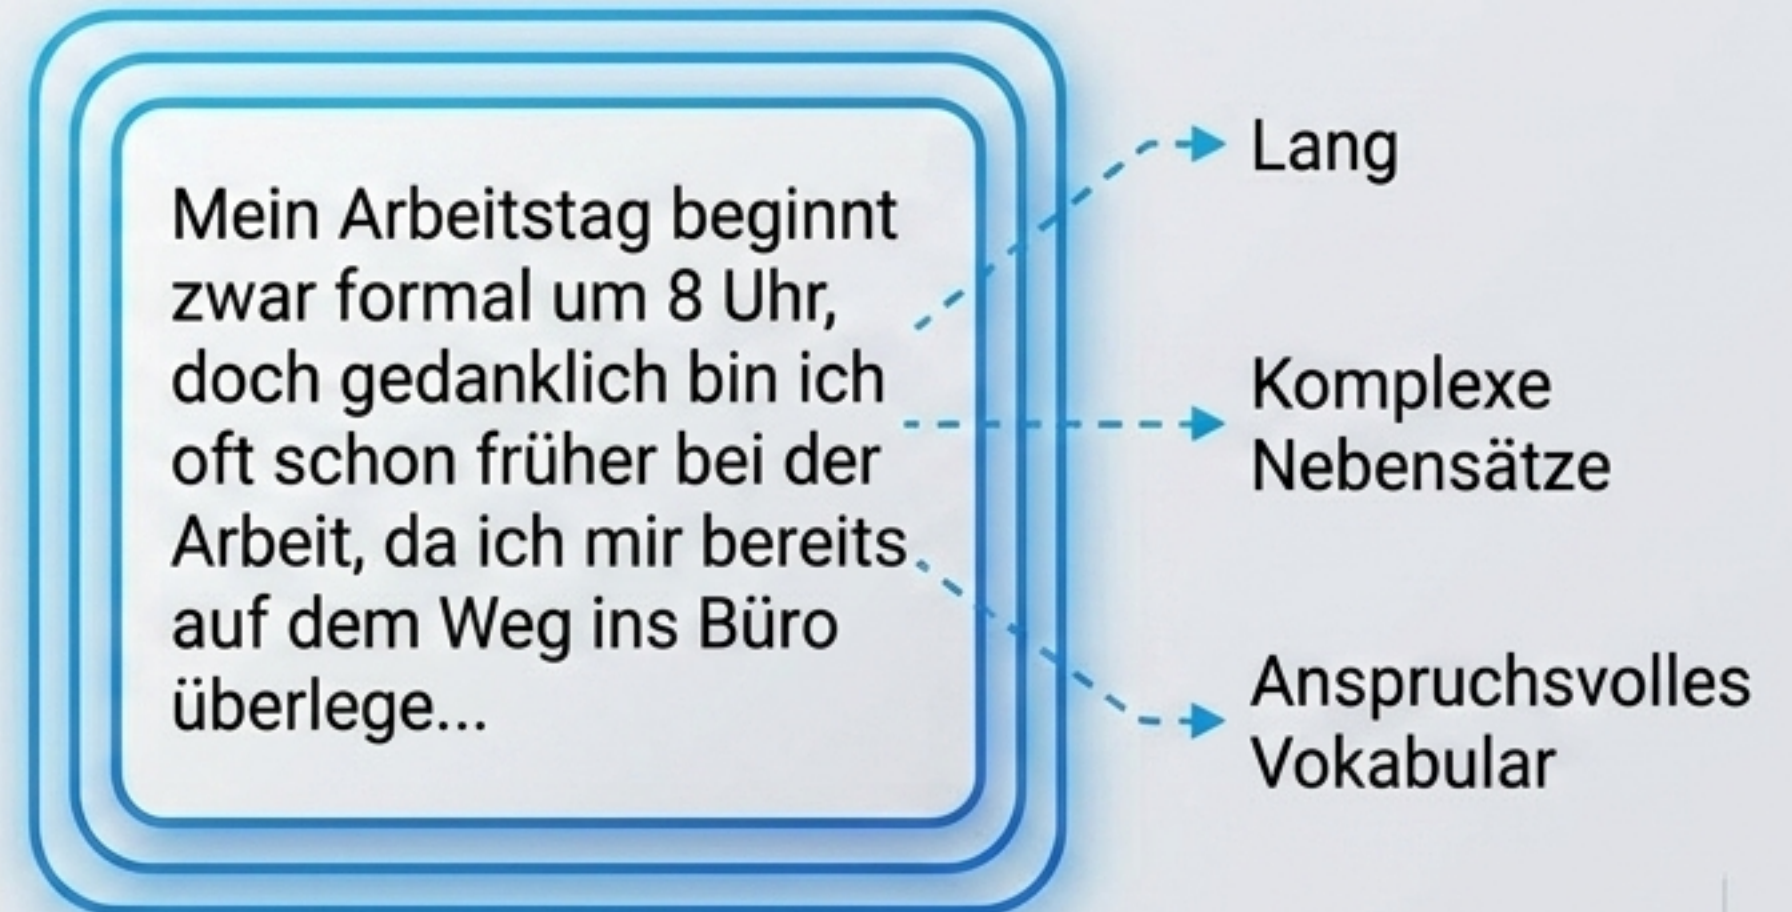 Mein Arbeitstag beginnt
zwar formal um 8 Uhr,
doch gedanklich bin ich
oft schon früher bei der
Arbeit, da ich mir bereits
auf dem Weg ins Büro
überlege...
Lang
Komplexe
Nebensätze
Anspruchsvolles
Vokabular